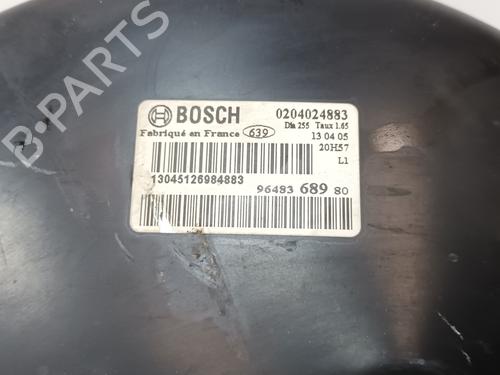 BOSCH
0204024883
Dia 255 Taux 1.65
Fabriqué en France 639
13 04 05
20H57
L1
13045126984883
96483 689 80
B-PARTS